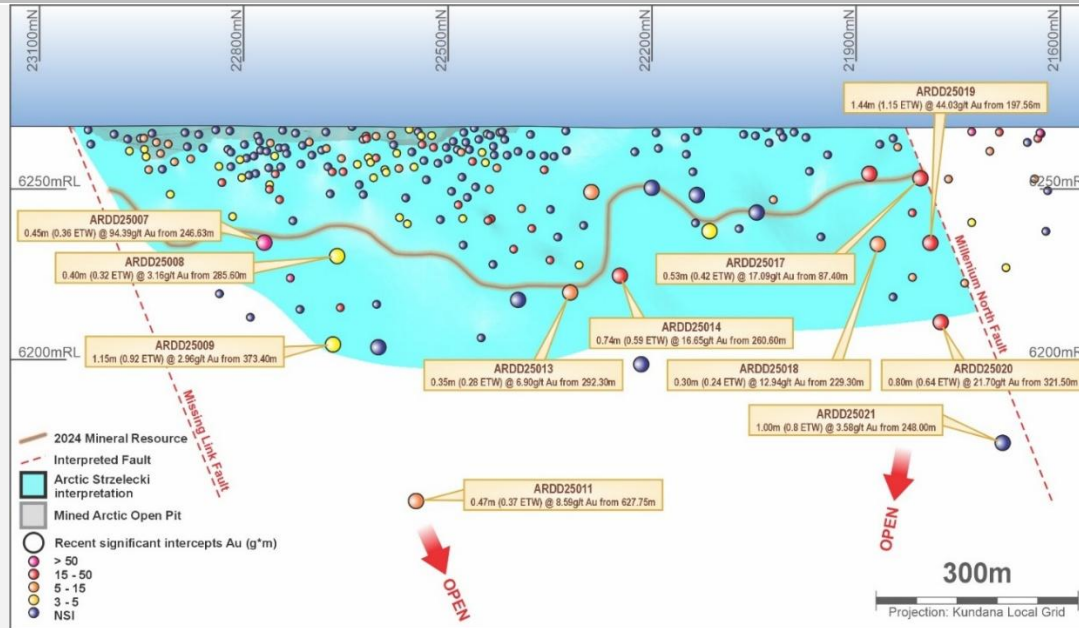 23100mN
22800mN
22500mN
22200mN
21900mN
21600mN
ARDD25019
1.44m (1.15 ETW) @ 44.03g/t Au from 197.56m
6250mRL
6250mRL
ARDD25007
0.45m (0.36 ETW) @ 94.39g/t Au from 246.63m
ARDD25008
0.40m (0.32 ETW) @ 3.16g/t Au from 285.60m
ARDD25017
0.53m (0.42 ETW) @ 17.09g/t Au from 87.40m
Millenium North Fault
ARDD25014
0.74m (0.59 ETW) @ 16.65g/t Au from 260.60m
ARDD25009
1.15m (0.92 ETW) @ 2.96g/t Au from 373.40m
6200mRL
6200mRL
ARDD25013
0.35m (0.28 ETW) @ 6.90g/t Au from 292.30m
ARDD25018
0.30m (0.24 ETW) @ 12.94g/t Au from 229.30m
ARDD25020
0.80m (0.64 ETW) @ 21.70g/t Au from 321.50m
ARDD25021
1.00m (0.8 ETW) @ 3.58g/t Au from 248.00m
Missing Link Fault
2024 Mineral Resource
Interpreted Fault
Arctic Strzelecki
interpretation
Mined Arctic Open Pit
Recent significant intercepts Au (g*m)
> 50
15 - 50
5 - 15
3 - 5
NSI
ARDD25011
0.47m (0.37 ETW) @ 8.59g/t Au from 627.75m
OPEN
OPEN
300m
Projection: Kundana Local Grid